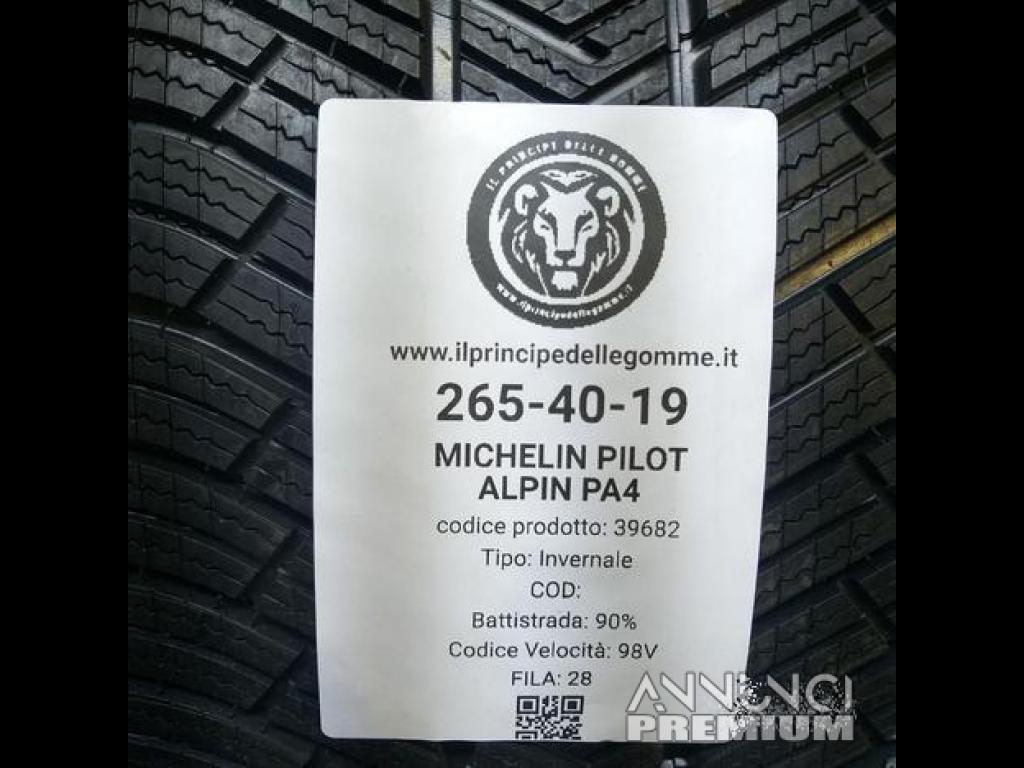 IL PRINCIPE DELLE GOMME
www.ilprincipedellegomme.it
www.ilprincipedellegomme.it
265-40-19
MICHELIN PILOT
ALPIN PA4
codice prodotto: 39682
Tipo: Invernale
COD:
Battistrada: 90%
Codice Velocità: 98V
FILA: 28
ANNUNCI
PREMIUM